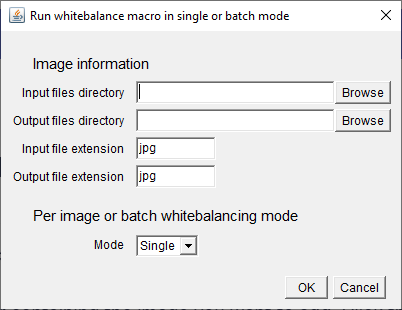 Run whitebalance macro in single or batch mode
Image information
Input files directory Browse
Output files directory Browse
Input file extension jpg
Output file extension jpg
Per image or batch whitebalancing mode
Mode Single
OK Cancel